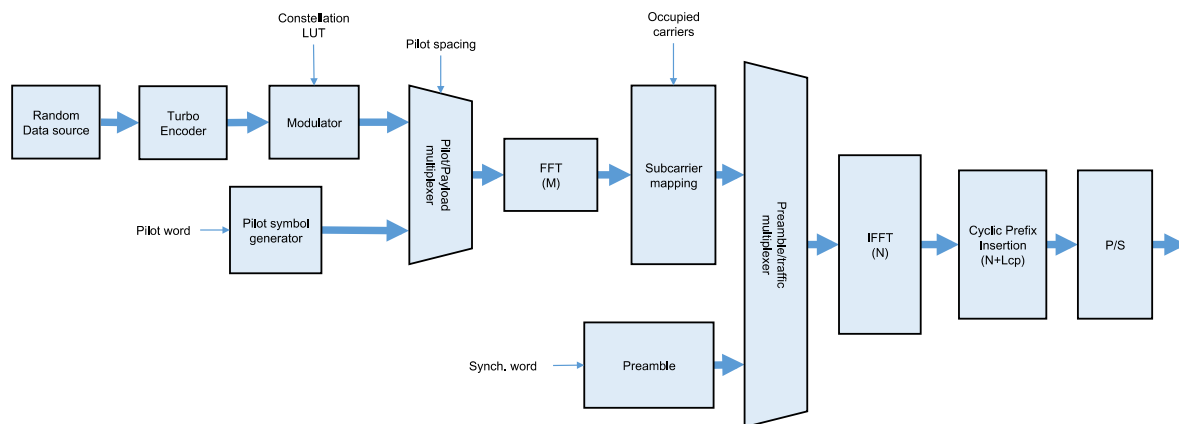 Constellation
LUT
Pilot spacing
Occupied
carriers
Random
Data source
Turbo
Encoder
Modulator
Pilot/Payload
multiplexer
FFT
(M)
Subcarrier
mapping
Preamble/traffic
multiplexer
IFFT
(N)
Cyclic Prefix
Insertion
(N+Lcp)
P/S
Pilot word
Pilot symbol
generator
Synch. word
Preamble